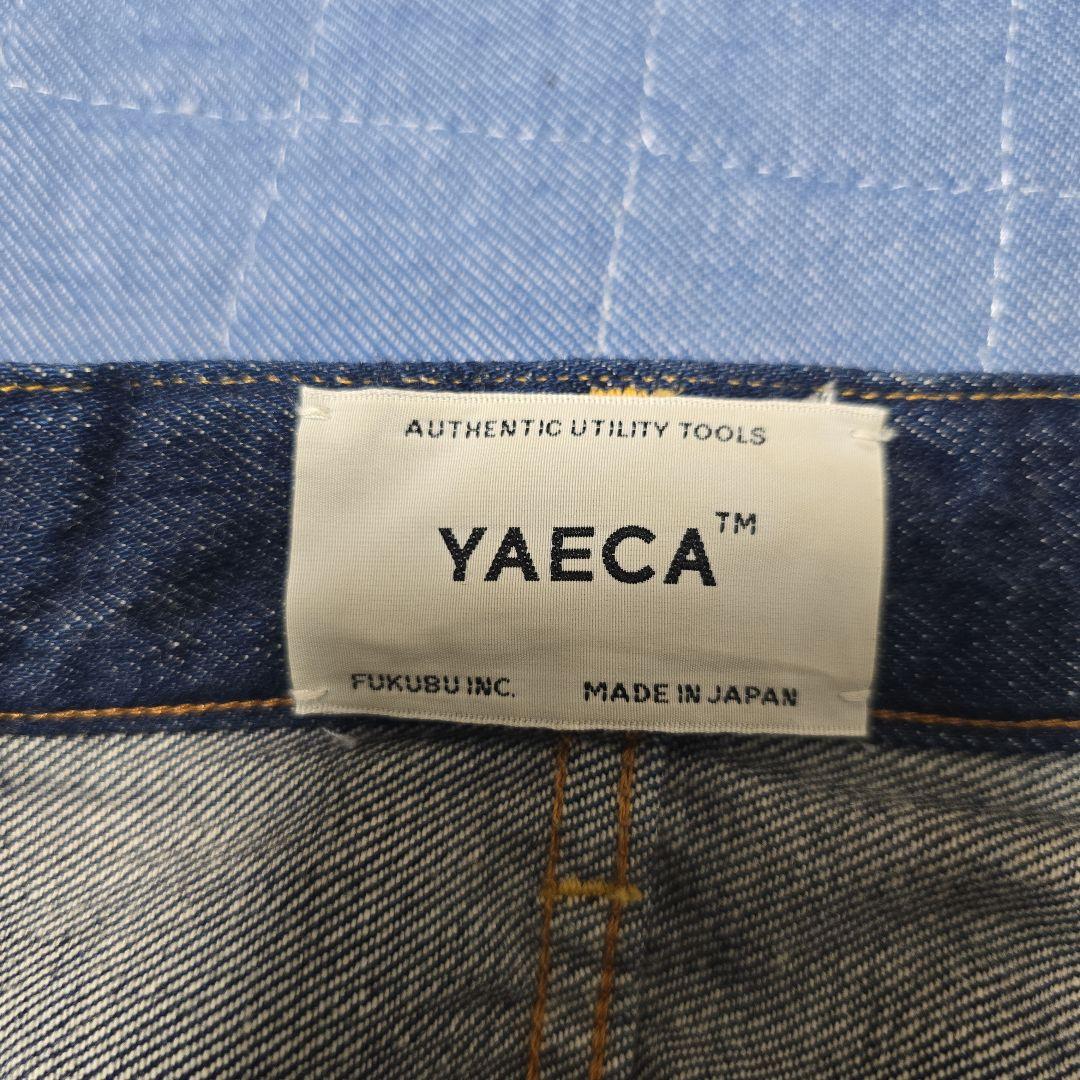 AUTHENTIC UTILITY TOOLS
YAECA™
FUKUBU INC. MADE IN JAPAN